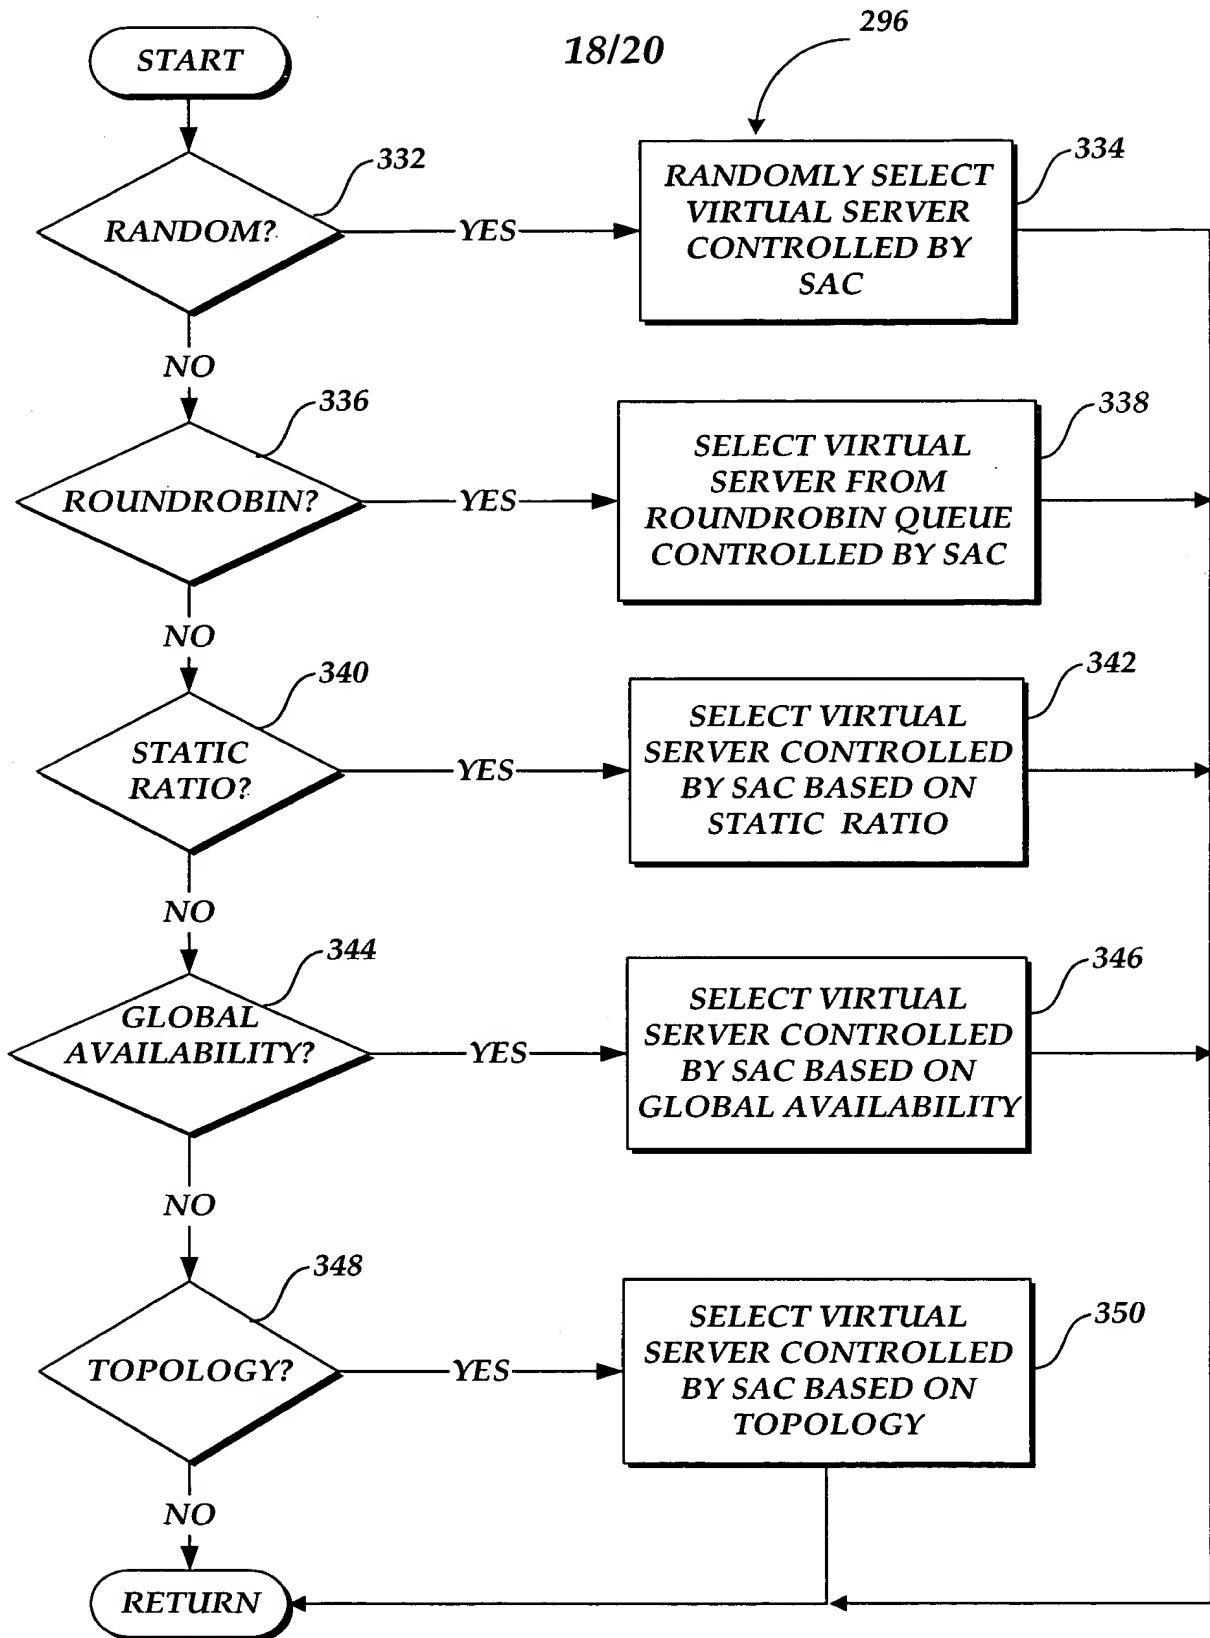 18/20
296
START
332
RANDOM?
YES
RANDOMLY SELECT
VIRTUAL SERVER
CONTROLLED BY
SAC
334
NO
336
ROUNDROBIN?
YES
SELECT VIRTUAL
SERVER FROM
ROUNDROBIN QUEUE
CONTROLLED BY SAC
338
NO
340
STATIC
RATIO?
YES
SELECT VIRTUAL
SERVER CONTROLLED
BY SAC BASED ON
STATIC RATIO
342
NO
344
GLOBAL
AVAILABILITY?
YES
SELECT VIRTUAL
SERVER CONTROLLED
BY SAC BASED ON
GLOBAL AVAILABILITY
346
NO
348
TOPOLOGY?
YES
SELECT VIRTUAL
SERVER CONTROLLED
BY SAC BASED ON
TOPOLOGY
350
NO
RETURN